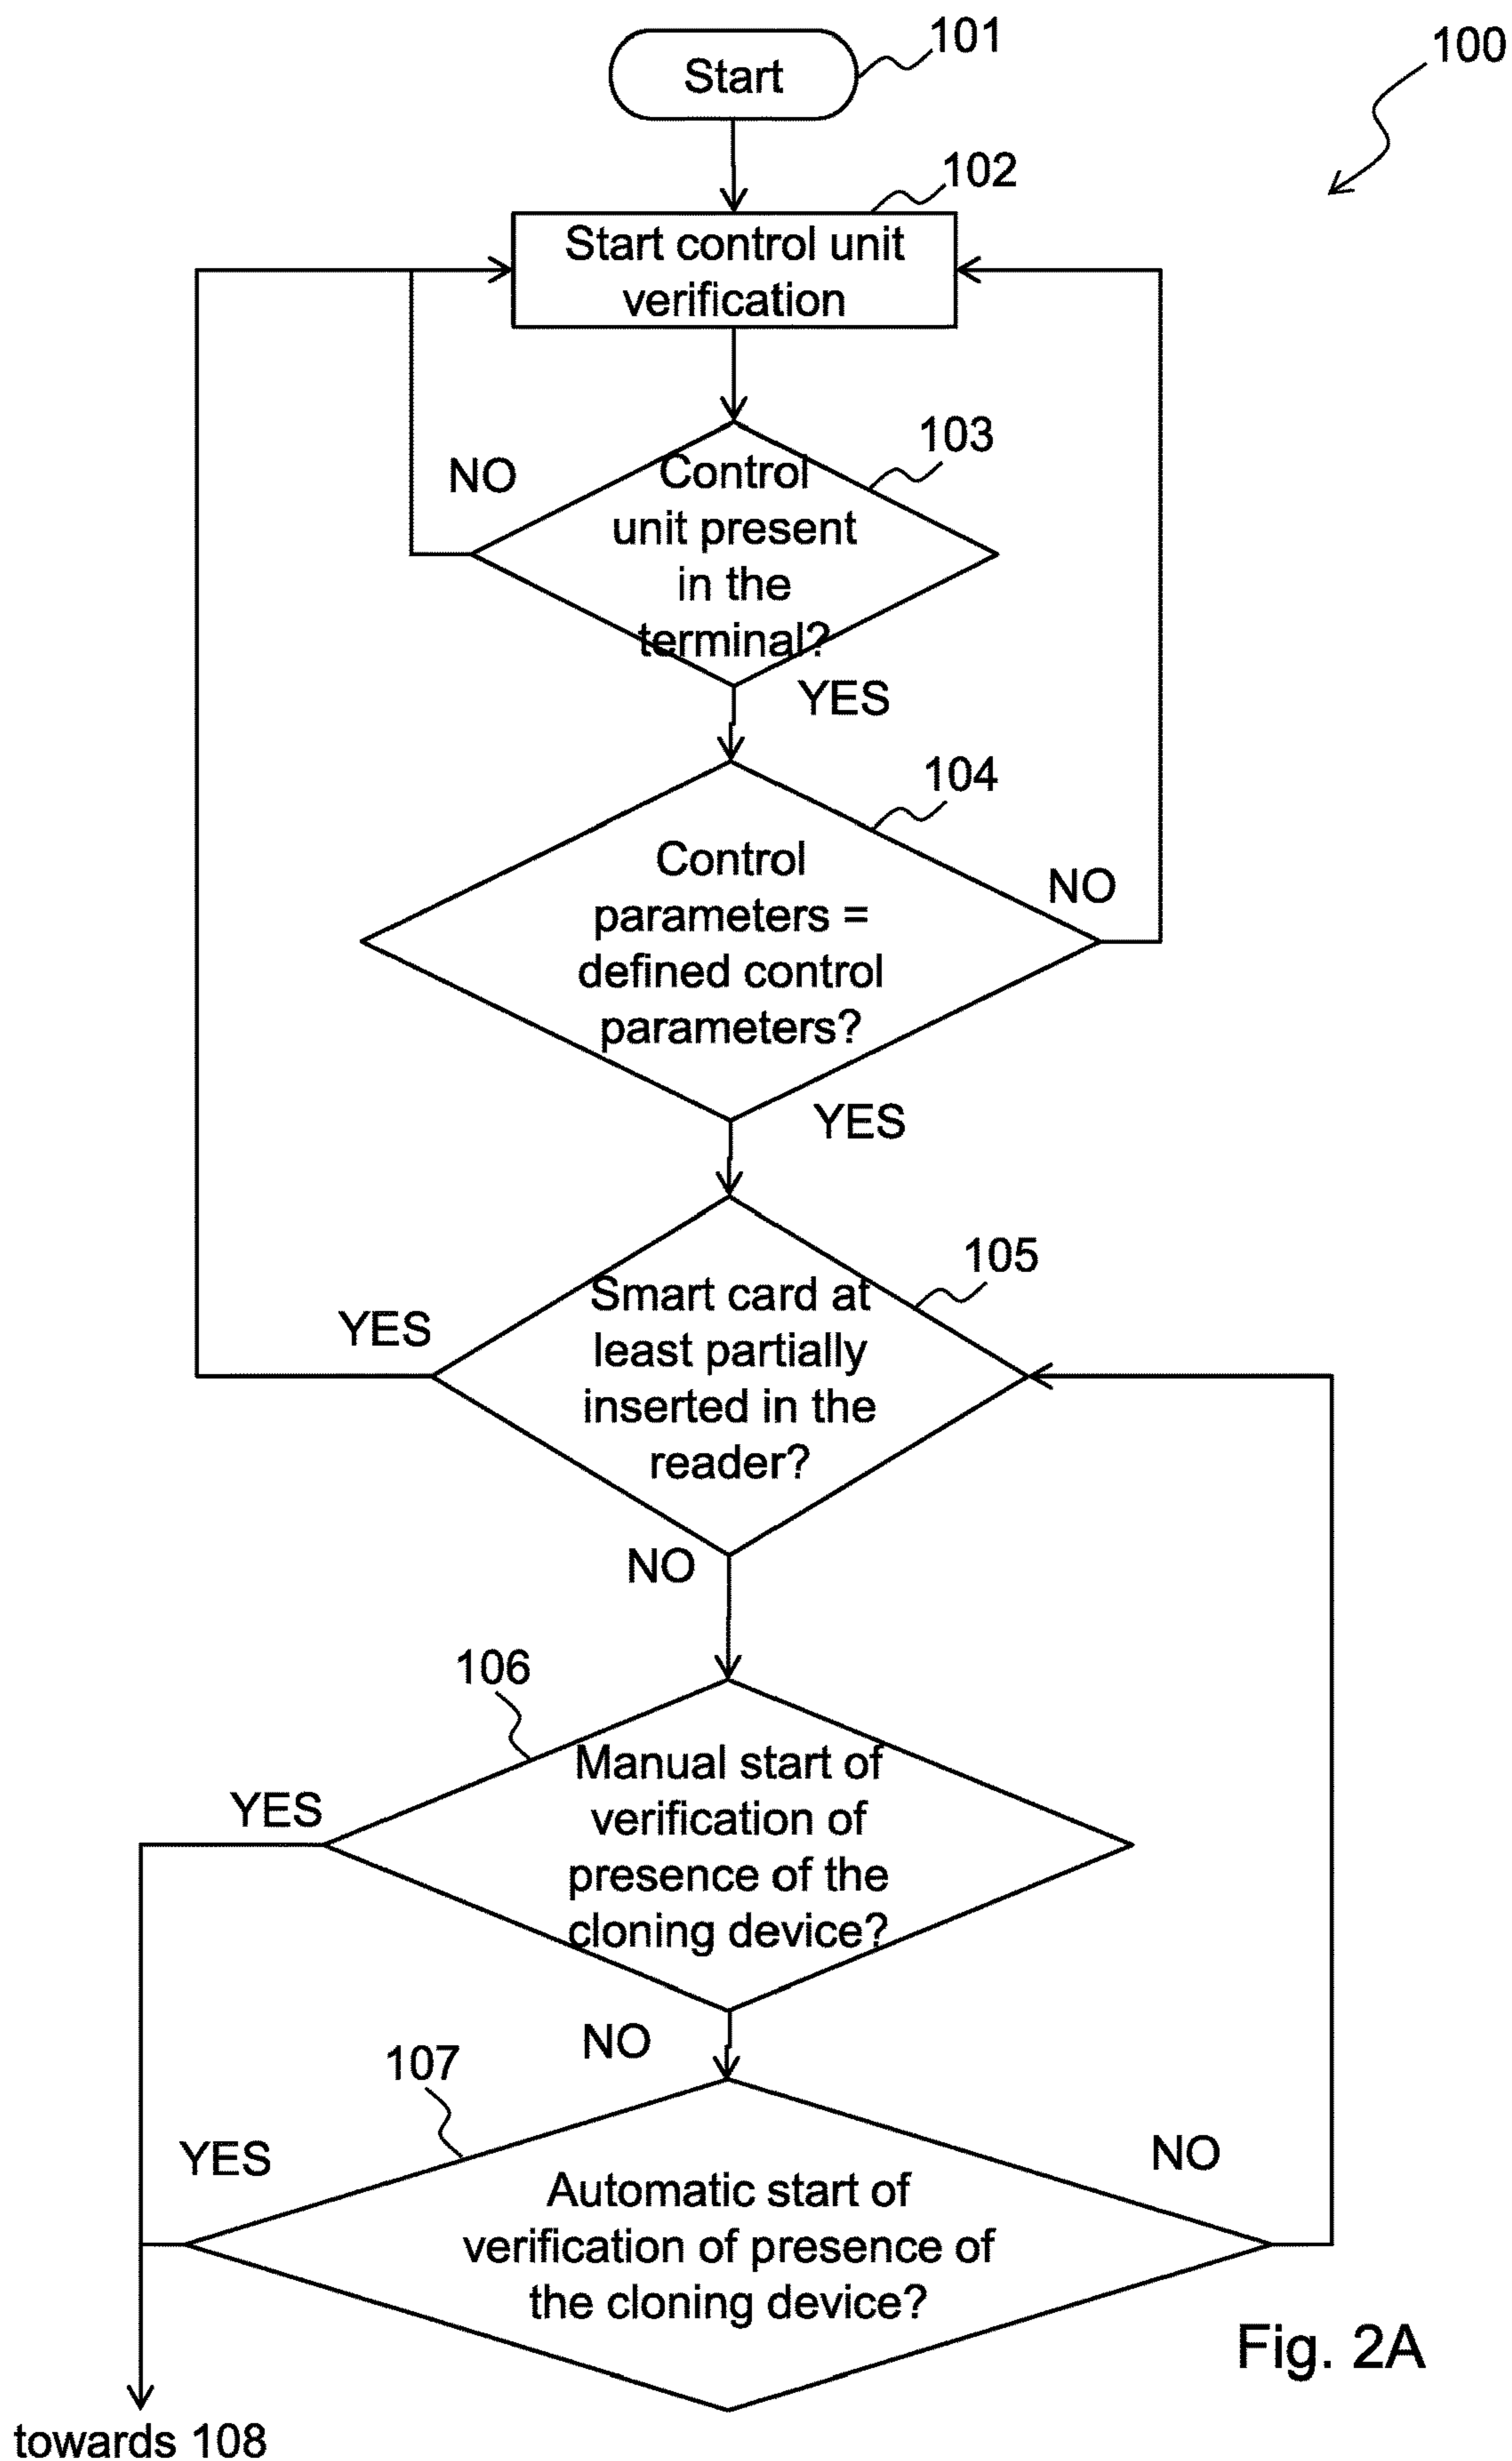 101
100
Start
102
Start control unit
verification
103
NO
Control
unit present
in the
terminal?
YES
104
Control
parameters =
defined control
parameters?
NO
YES
105
Smart card at
least partially
inserted in the
reader?
YES
NO
106
Manual start of
verification of
presence of the
cloning device?
YES
NO
107
YES
NO
Automatic start of
verification of presence of
the cloning device?
Fig. 2A
towards 108